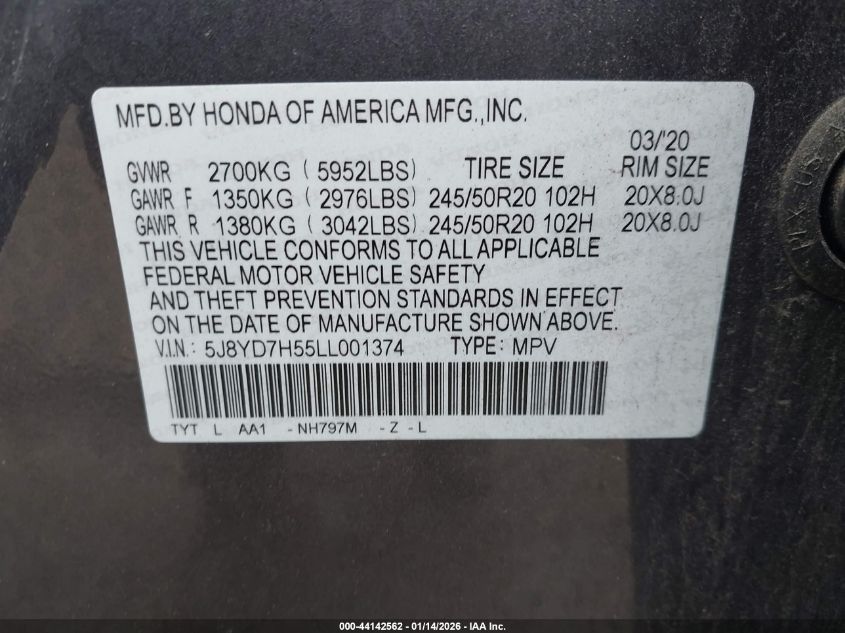 MFD.BY HONDA OF AMERICA MFG.,INC.
03/'20
GVWR 2700KG ( 5952LBS) TIRE SIZE RIM SIZE
GAWR F 1350KG ( 2976LBS) 245/50R20 102H 20X8.0J
GAWR R 1380KG ( 3042LBS) 245/50R20 102H 20X8.0J
THIS VEHICLE CONFORMS TO ALL APPLICABLE
FEDERAL MOTOR VEHICLE SAFETY
AND THEFT PREVENTION STANDARDS IN EFFECT
ON THE DATE OF MANUFACTURE SHOWN ABOVE.
V.I.N.: 5J8YD7H55LL001374 TYPE: MPV
TYT L AA1 -NH797M -Z -L
000-44142562 - 01/14/2026 - IAA Inc.